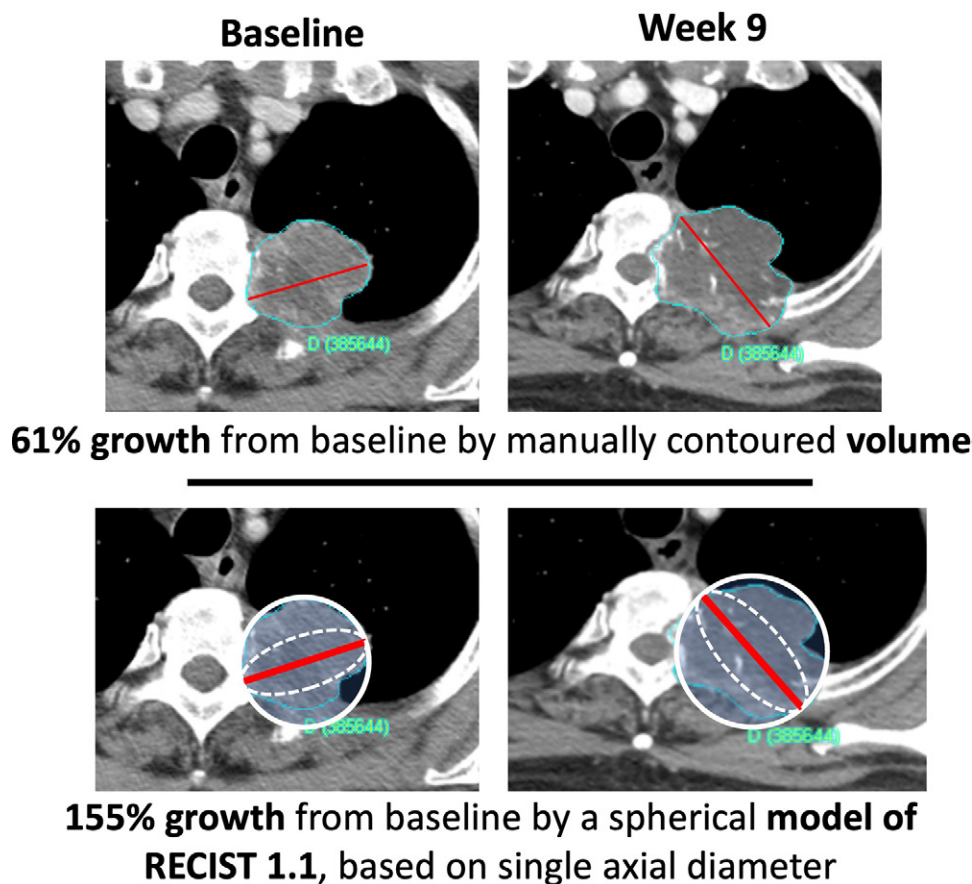 Baseline
Week 9
D (385644)
D (385644)
61% growth from baseline by manually contoured volume
D (385644)
D (385644)
155% growth from baseline by a spherical model of
RECIST 1.1, based on single axial diameter